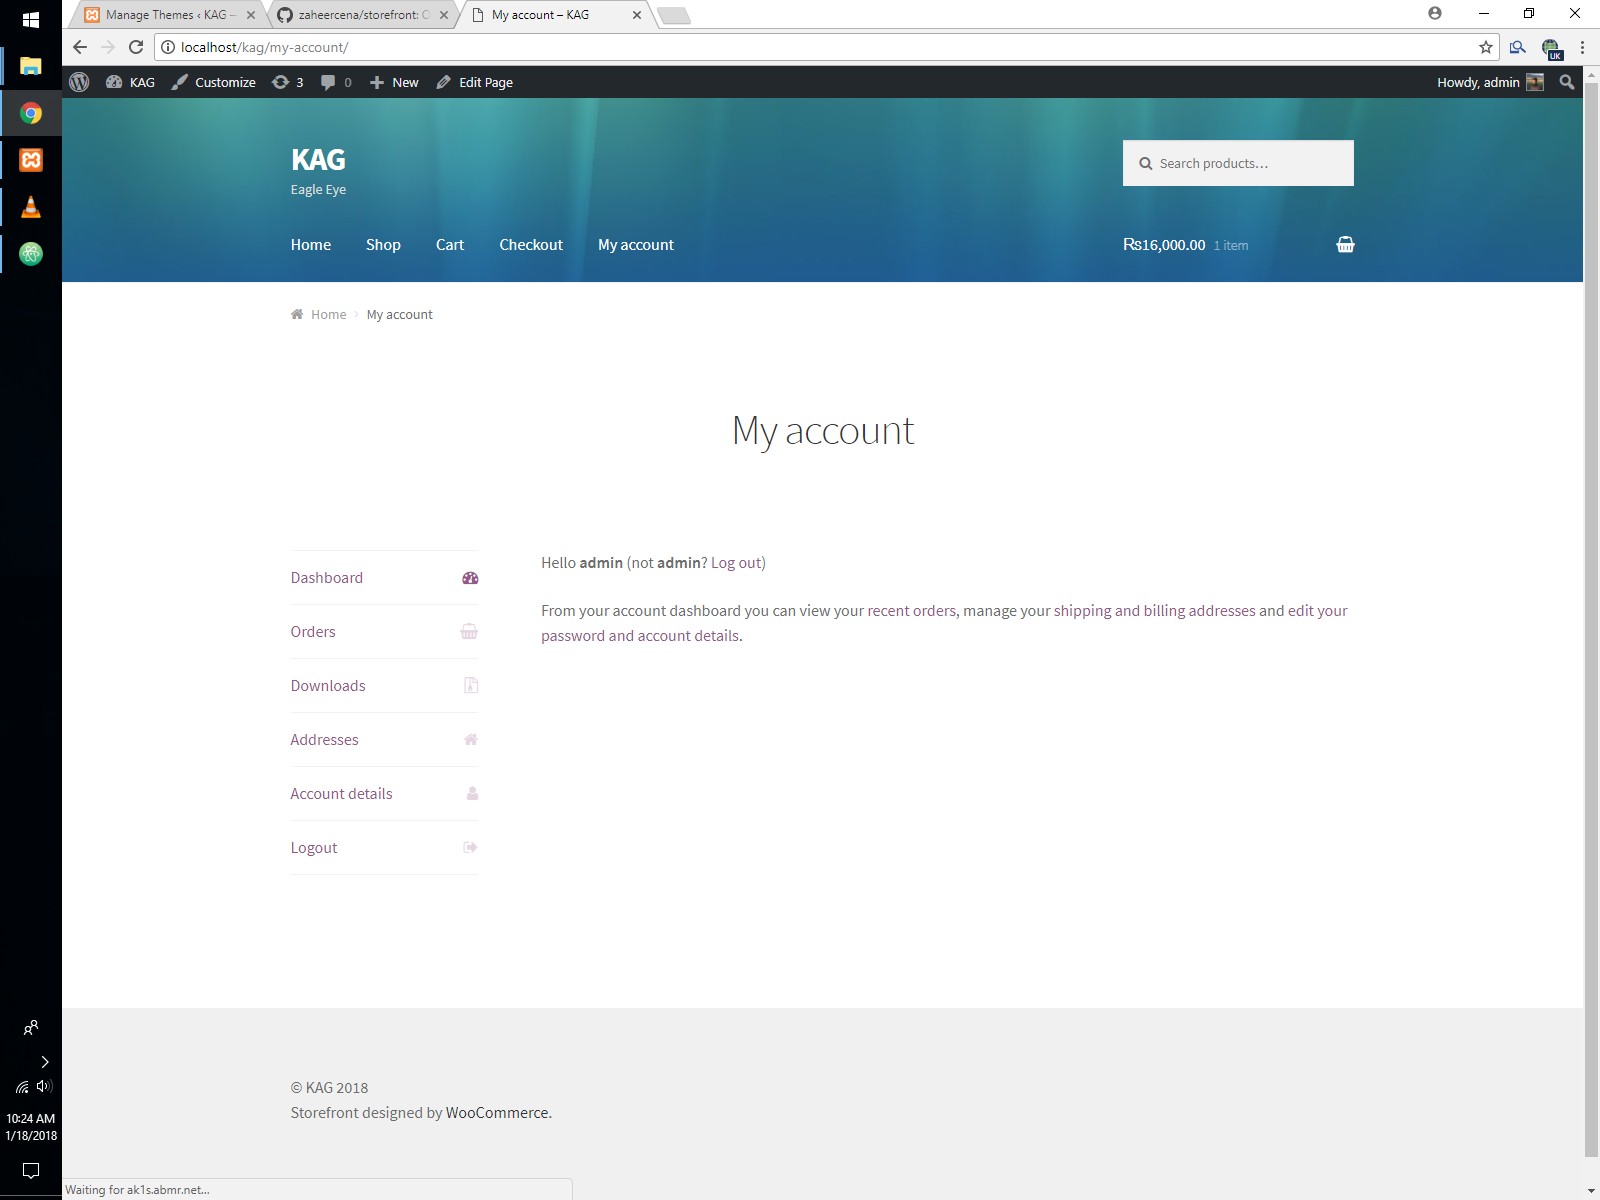 Manage Themes ‹ KAG –
zaheercena/storefront:
My account – KAG
localhost/kag/my-account/
UK
KAG
Customize
3
0
New
Edit Page
Howdy, admin
KAG
Eagle Eye
Search products…
Home
Shop
Cart
Checkout
My account
₨16,000.00 1 item
Home
My account
My account
Dashboard
Orders
Downloads
Addresses
Account details
Logout
Hello admin (not admin? Log out)
From your account dashboard you can view your recent orders, manage your shipping and billing addresses and edit your
password and account details.
© KAG 2018
Storefront designed by WooCommerce.
10:24 AM
1/18/2018
Waiting for ak1s.abmr.net...